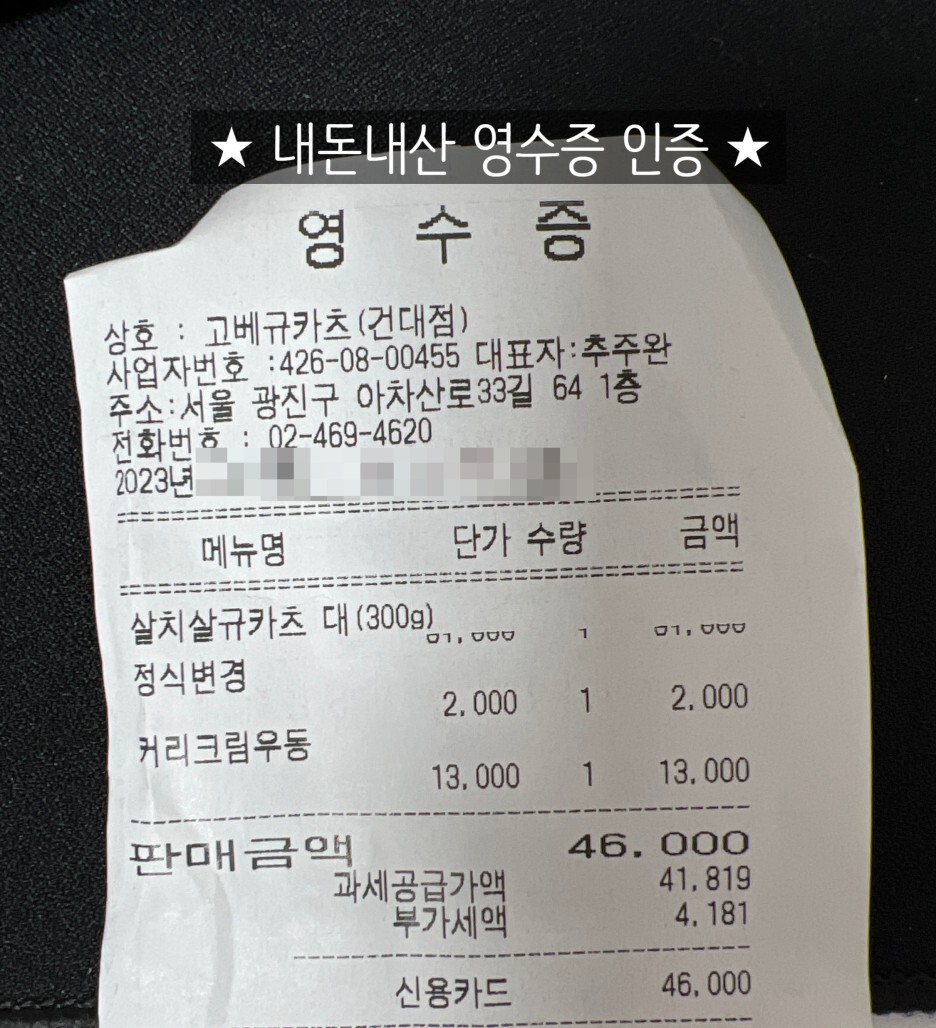 ★ 내돈내산 영수증 인증 ★
영 수 증
상호 : 고베규카츠(건대점)
사업자번호 :426-08-00455 대표자:추주완
주소:서울 광진구 아차산로33길 64 1층
전화번호 : 02-469-4620
2023년
메뉴명 단가 수량 금액
살치살규카츠 대(300g)
1
정식변경
2,000 1 2,000
커리크림우동
13,000 1 13,000
판매금액 46.000
과세공급가액 41,819
부가세액 4,181
신용카드 46,000